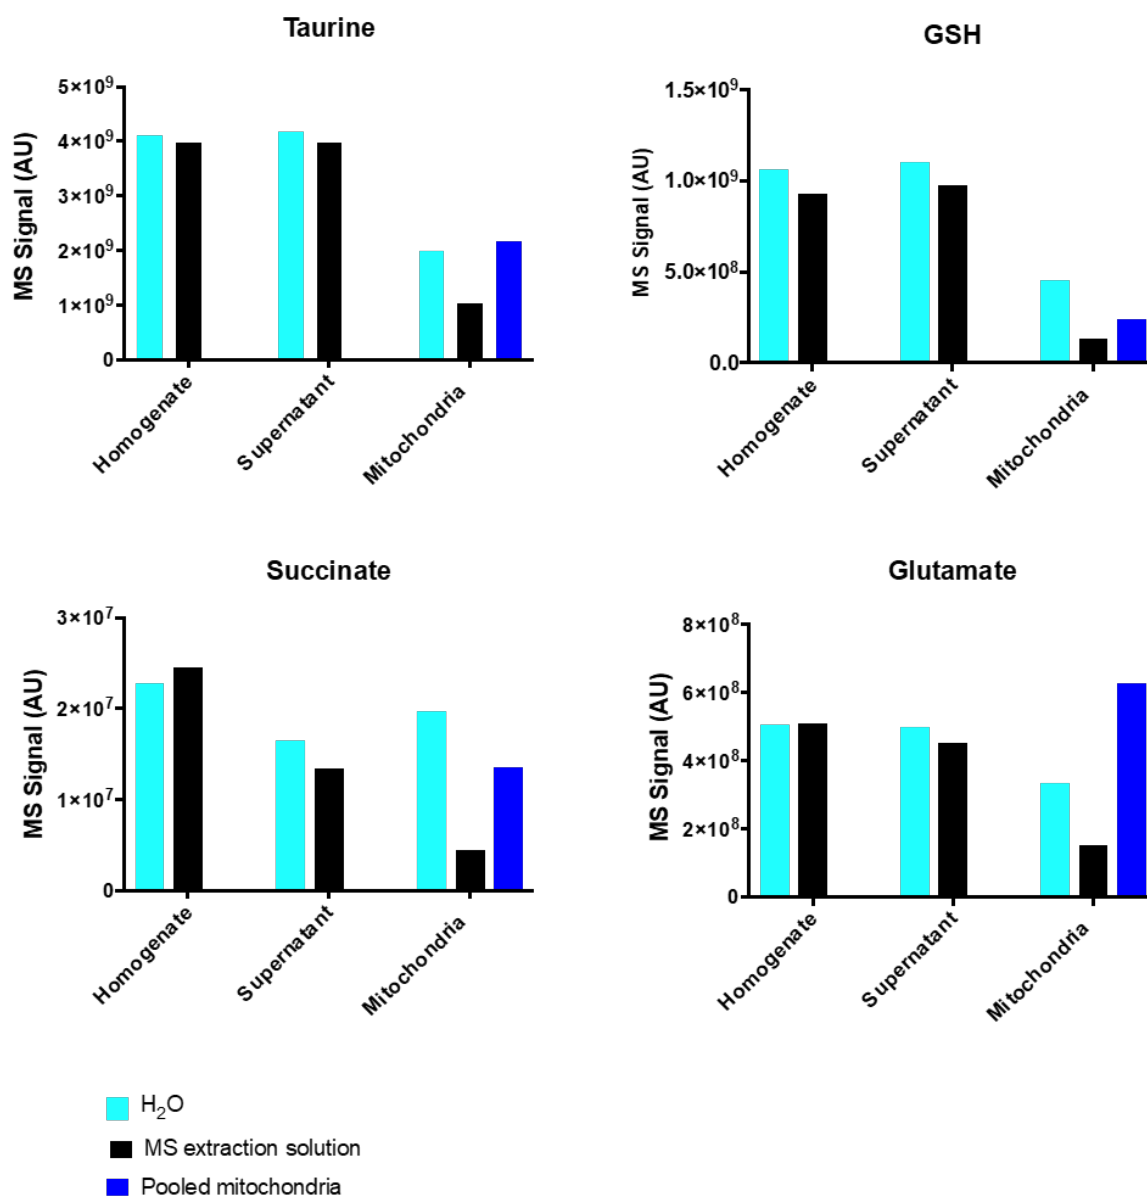 Taurine
MS Signal (AU)
5×10⁹
4×10⁹
3×10⁹
2×10⁹
1×10⁹
0
Homogenate
Supernatant
Mitochondria
GSH
MS Signal (AU)
1.5×10⁹
1.0×10⁹
5.0×10⁸
0.0
Homogenate
Supernatant
Mitochondria
Succinate
MS Signal (AU)
3×10⁷
2×10⁷
1×10⁷
0
Homogenate
Supernatant
Mitochondria
Glutamate
MS Signal (AU)
8×10⁸
6×10⁸
4×10⁸
2×10⁸
0
Homogenate
Supernatant
Mitochondria
H₂O
MS extraction solution
Pooled mitochondria